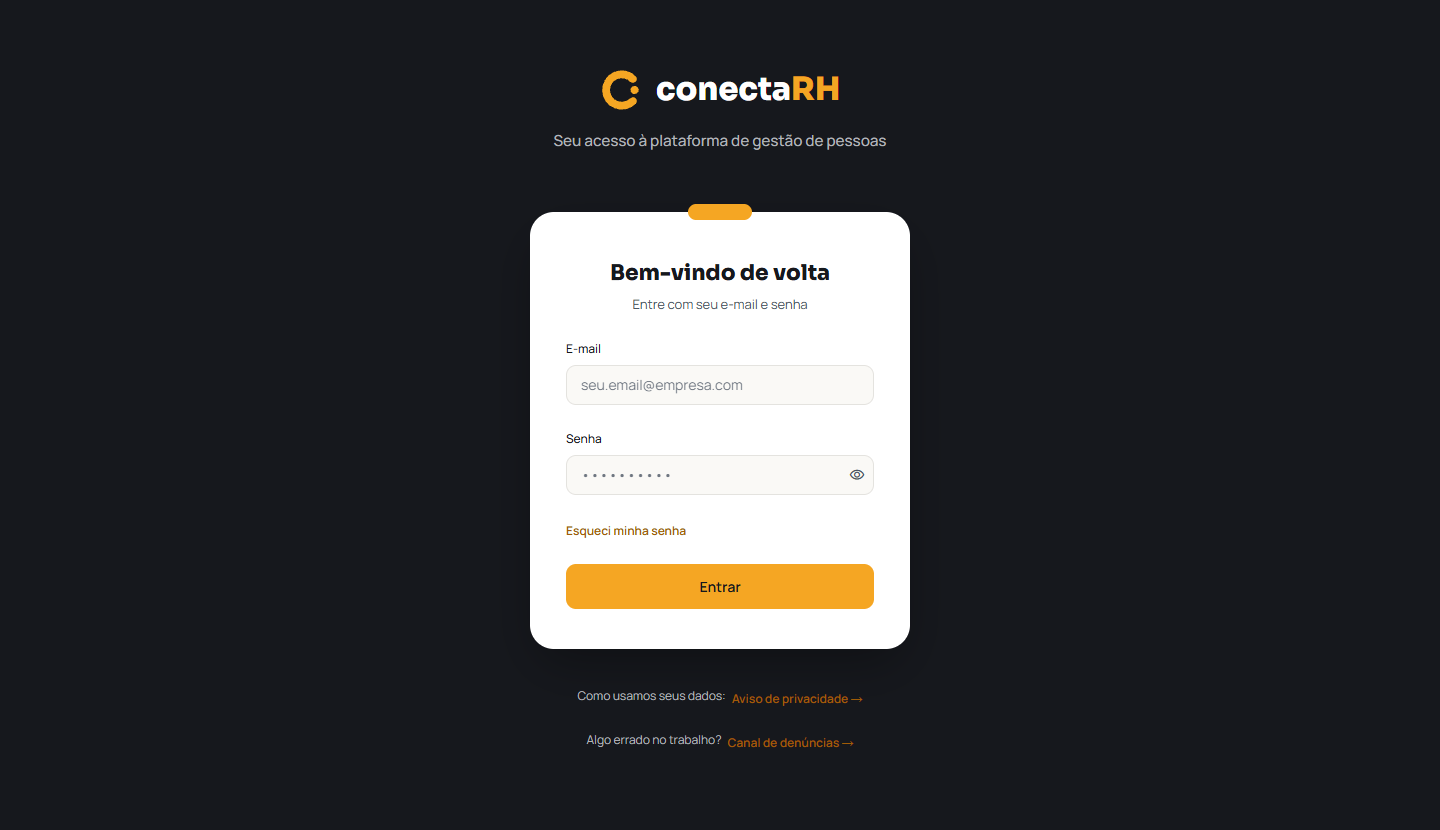 conectaRH
Seu acesso à plataforma de gestão de pessoas
Bem-vindo de volta
Entre com seu e-mail e senha
E-mail
seu.email@empresa.com
Senha
••••••••••
Esqueci minha senha
Entrar
Como usamos seus dados: Aviso de privacidade →
Algo errado no trabalho? Canal de denúncias →